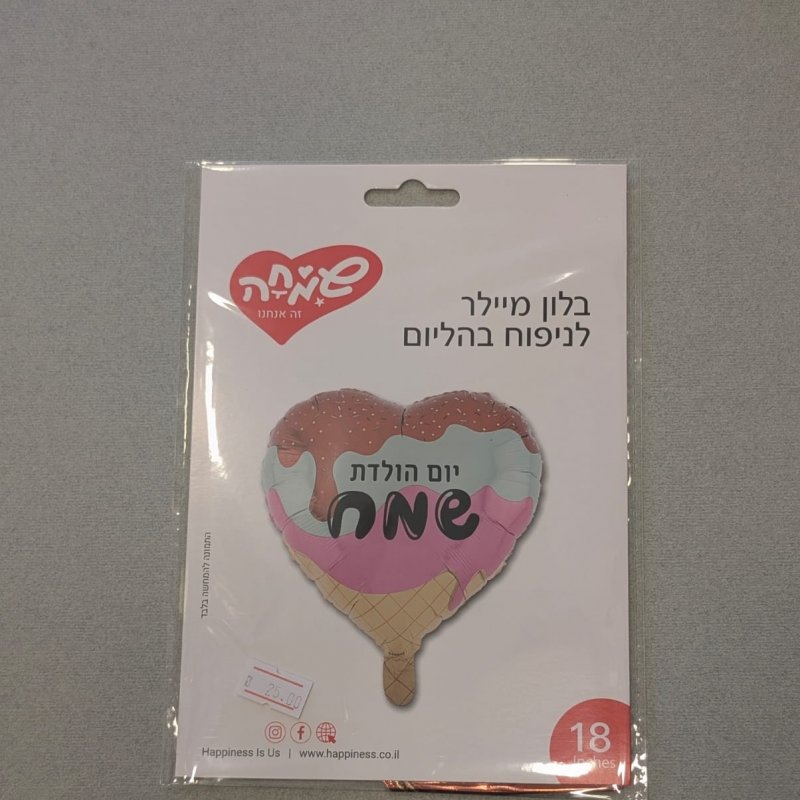 שמחה
זה אנחנו
בלון מיילר
לניפוח בהליום
יום הולדת
שמח
התמונה להמחשה בלבד
₪ 25.00
Happiness Is Us | www.happiness.co.il
18
Inches